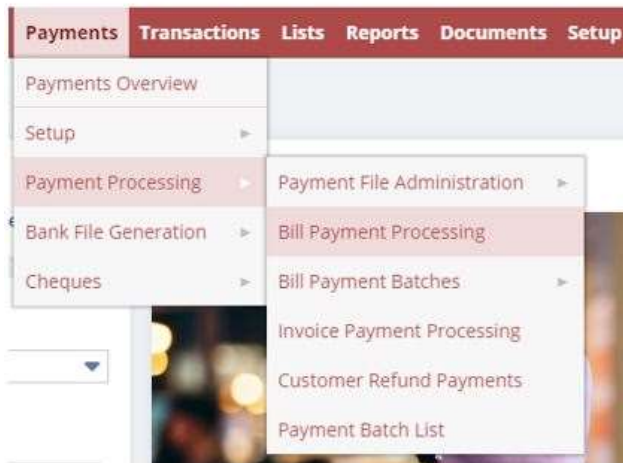 Payments Transactions Lists Reports Documents Setup
Payments Overview
Setup
Payment Processing
Bank File Generation
Cheques
Payment File Administration
Bill Payment Processing
Bill Payment Batches
Invoice Payment Processing
Customer Refund Payments
Payment Batch List